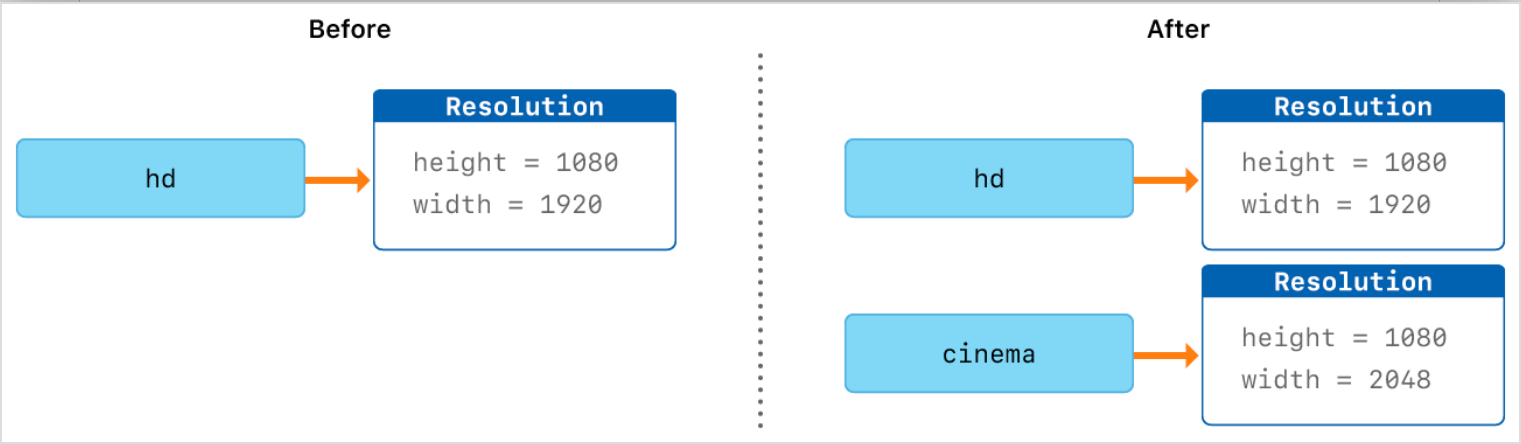 Before
hd
Resolution
height = 1080
width = 1920
After
hd
Resolution
height = 1080
width = 1920
cinema
Resolution
height = 1080
width = 2048